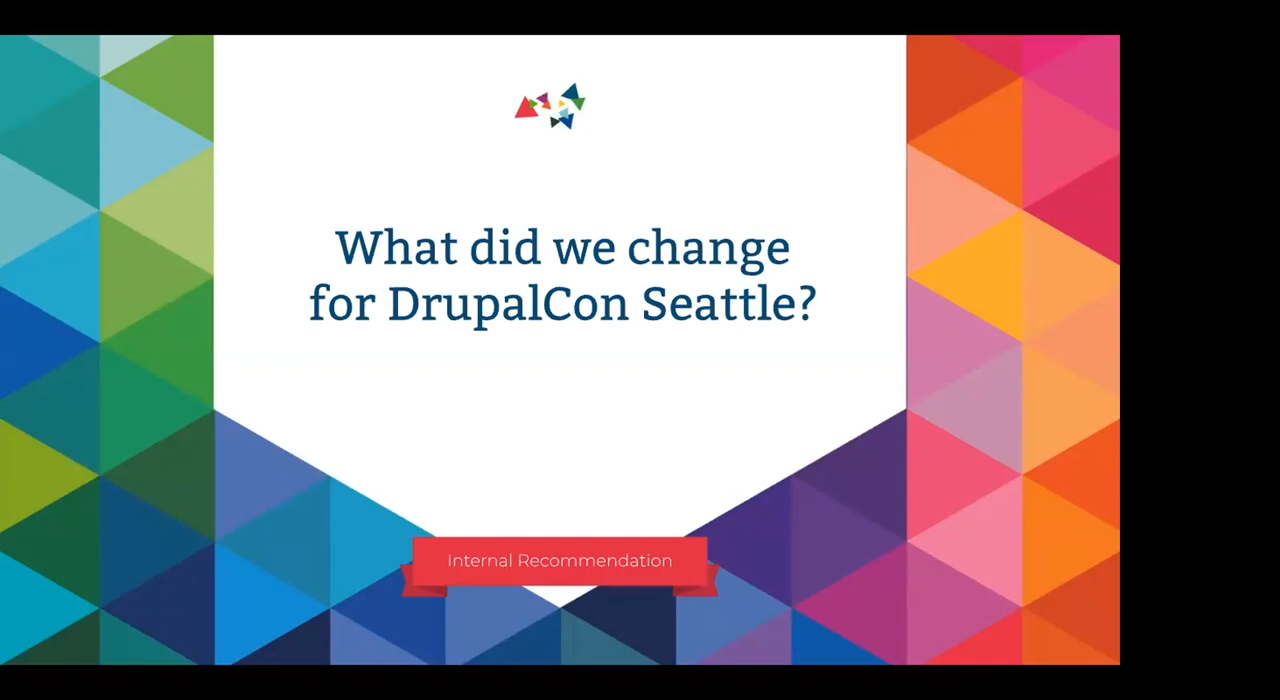 What did we change
for DrupalCon Seattle?
Internal Recommendation